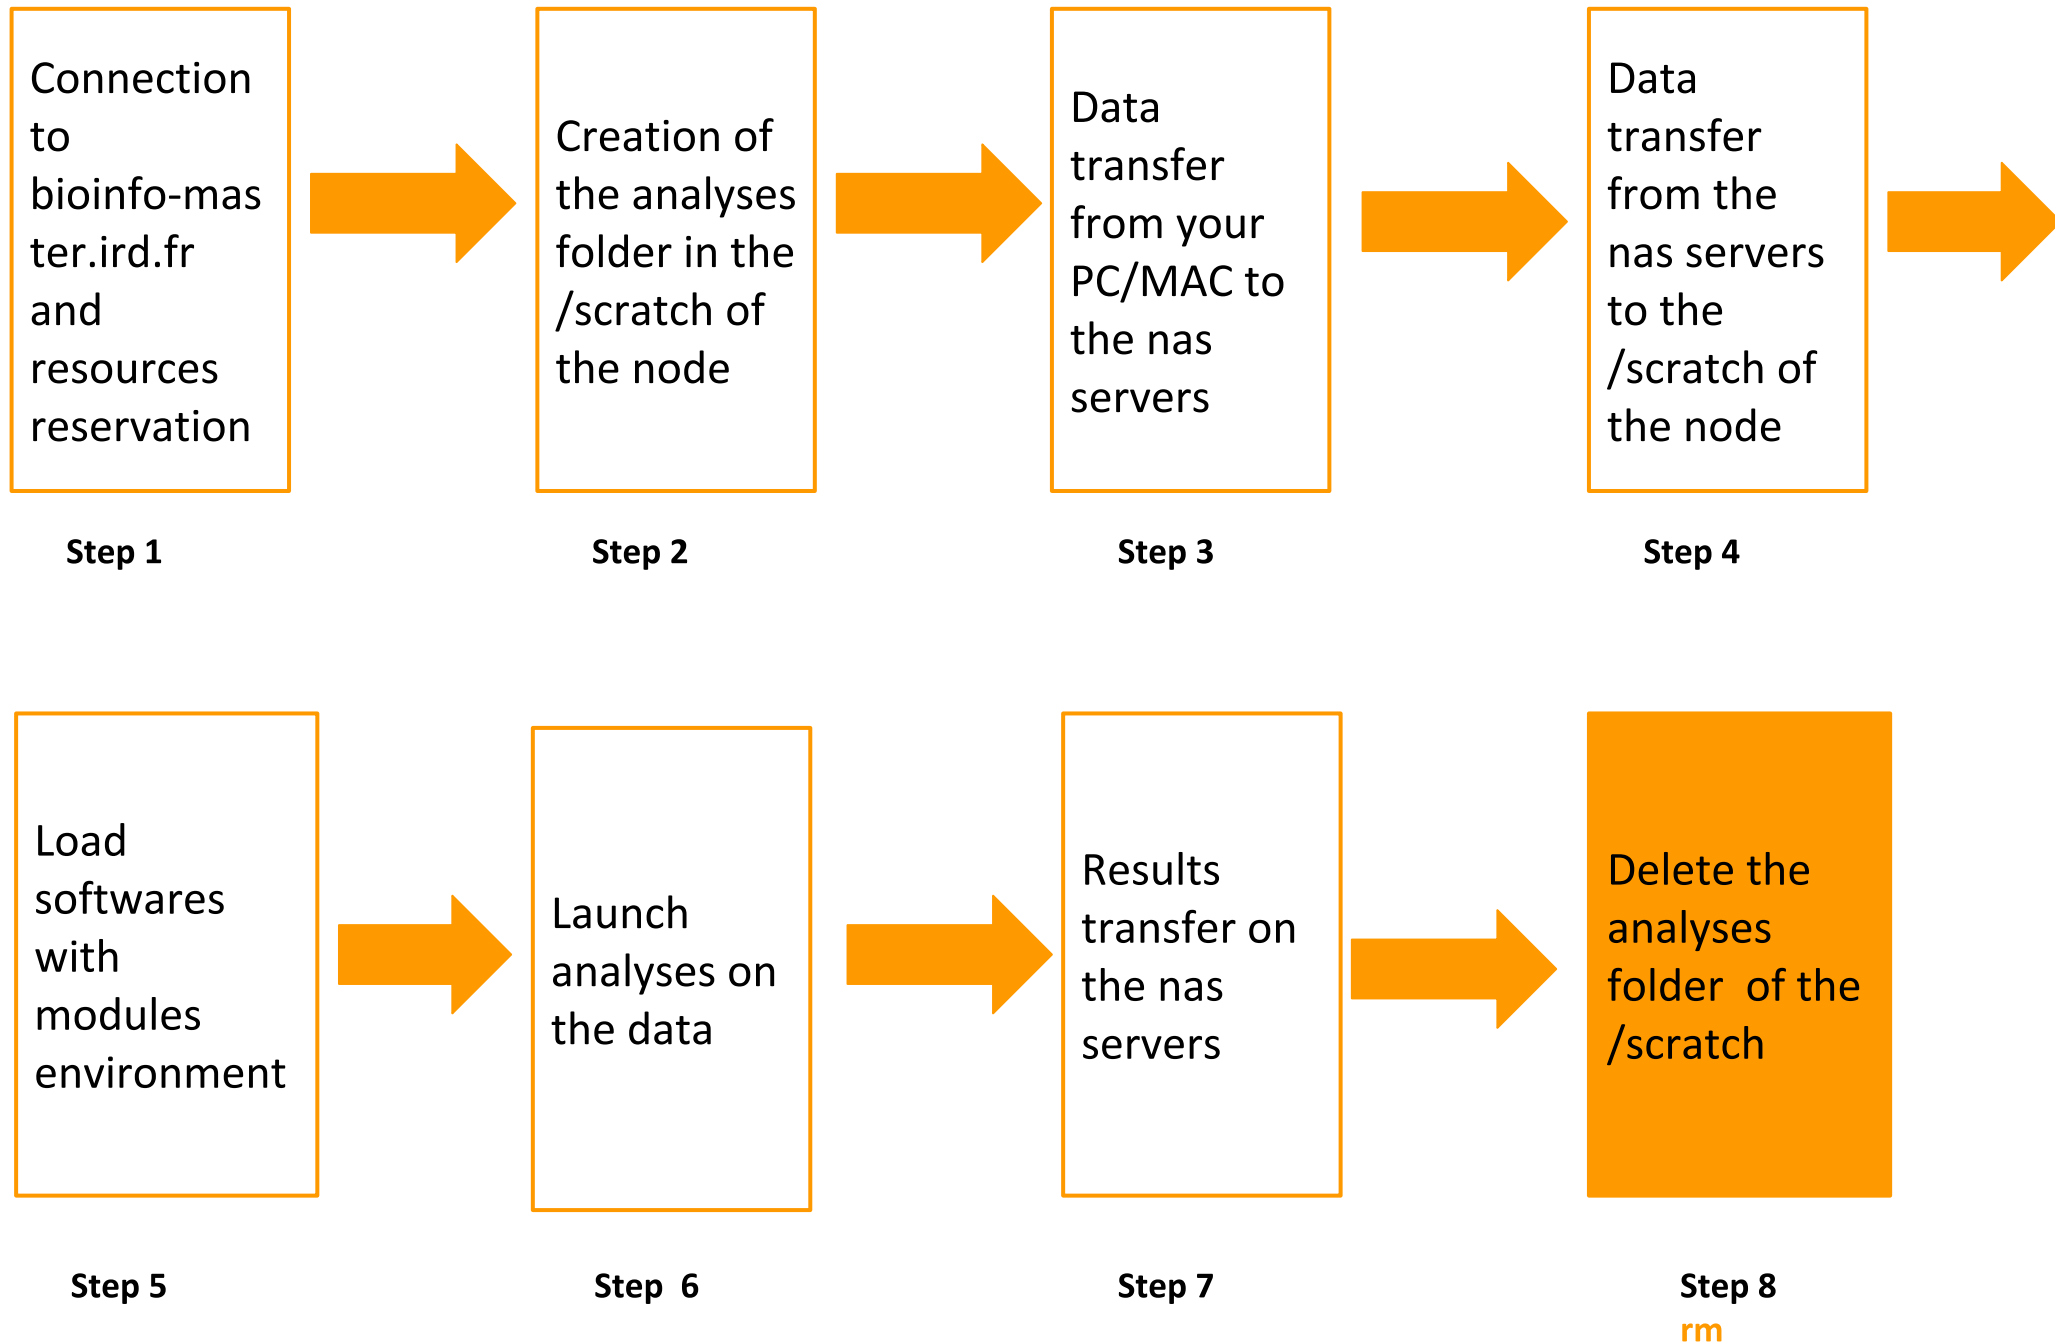 Connection
to
bioinfo-mas
ter.ird.fr
and
resources
reservation
Creation of
the analyses
folder in the
/scratch of
the node
Data
transfer
from your
PC/MAC to
the nas
servers
Data
transfer
from the
nas servers
to the
/scratch of
the node
Step 1
Step 2
Step 3
Step 4
Load
softwares
with
modules
environment
Launch
analyses on
the data
Results
transfer on
the nas
servers
Delete the
analyses
folder  of the
/scratch
Step 5
Step  6
Step 7
Step 8
rm